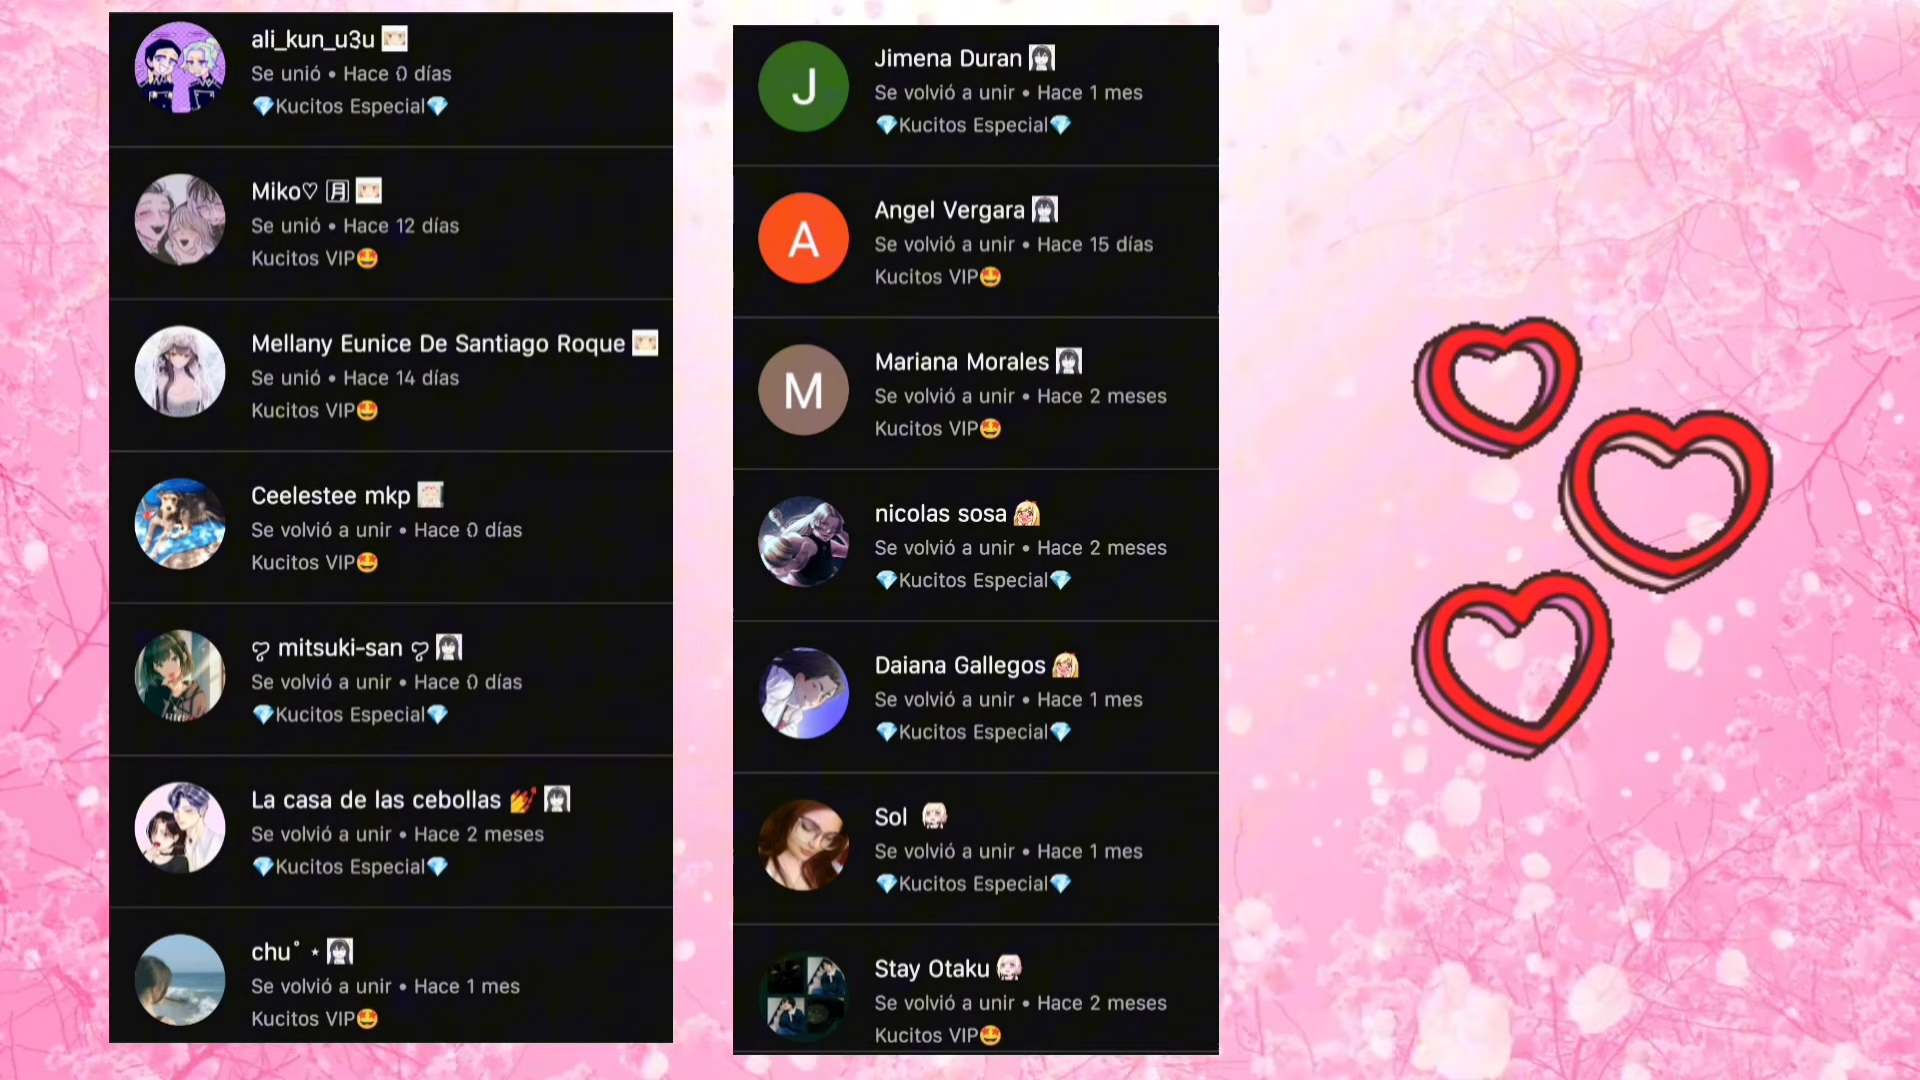 ali_kun_u3u
Se unió • Hace 0 días
💎Kucitos Especial💎
Miko♡ 🈷
Se unió • Hace 12 días
Kucitos VIP🤩
Mellany Eunice De Santiago Roque
Se unió • Hace 14 días
Kucitos VIP🤩
Ceelestee mkp
Se volvió a unir • Hace 0 días
Kucitos VIP🤩
ღ mitsuki-san ღ
Se volvió a unir • Hace 0 días
💎Kucitos Especial💎
La casa de las cebollas 💅
Se volvió a unir • Hace 2 meses
💎Kucitos Especial💎
chu˚ ⋆
Se volvió a unir • Hace 1 mes
Kucitos VIP🤩
J
Jimena Duran
Se volvió a unir • Hace 1 mes
💎Kucitos Especial💎
A
Angel Vergara
Se volvió a unir • Hace 15 días
Kucitos VIP🤩
M
Mariana Morales
Se volvió a unir • Hace 2 meses
Kucitos VIP🤩
nicolas sosa
Se volvió a unir • Hace 2 meses
💎Kucitos Especial💎
Daiana Gallegos
Se volvió a unir • Hace 1 mes
💎Kucitos Especial💎
Sol
Se volvió a unir • Hace 1 mes
💎Kucitos Especial💎
Stay Otaku
Se volvió a unir • Hace 2 meses
Kucitos VIP🤩